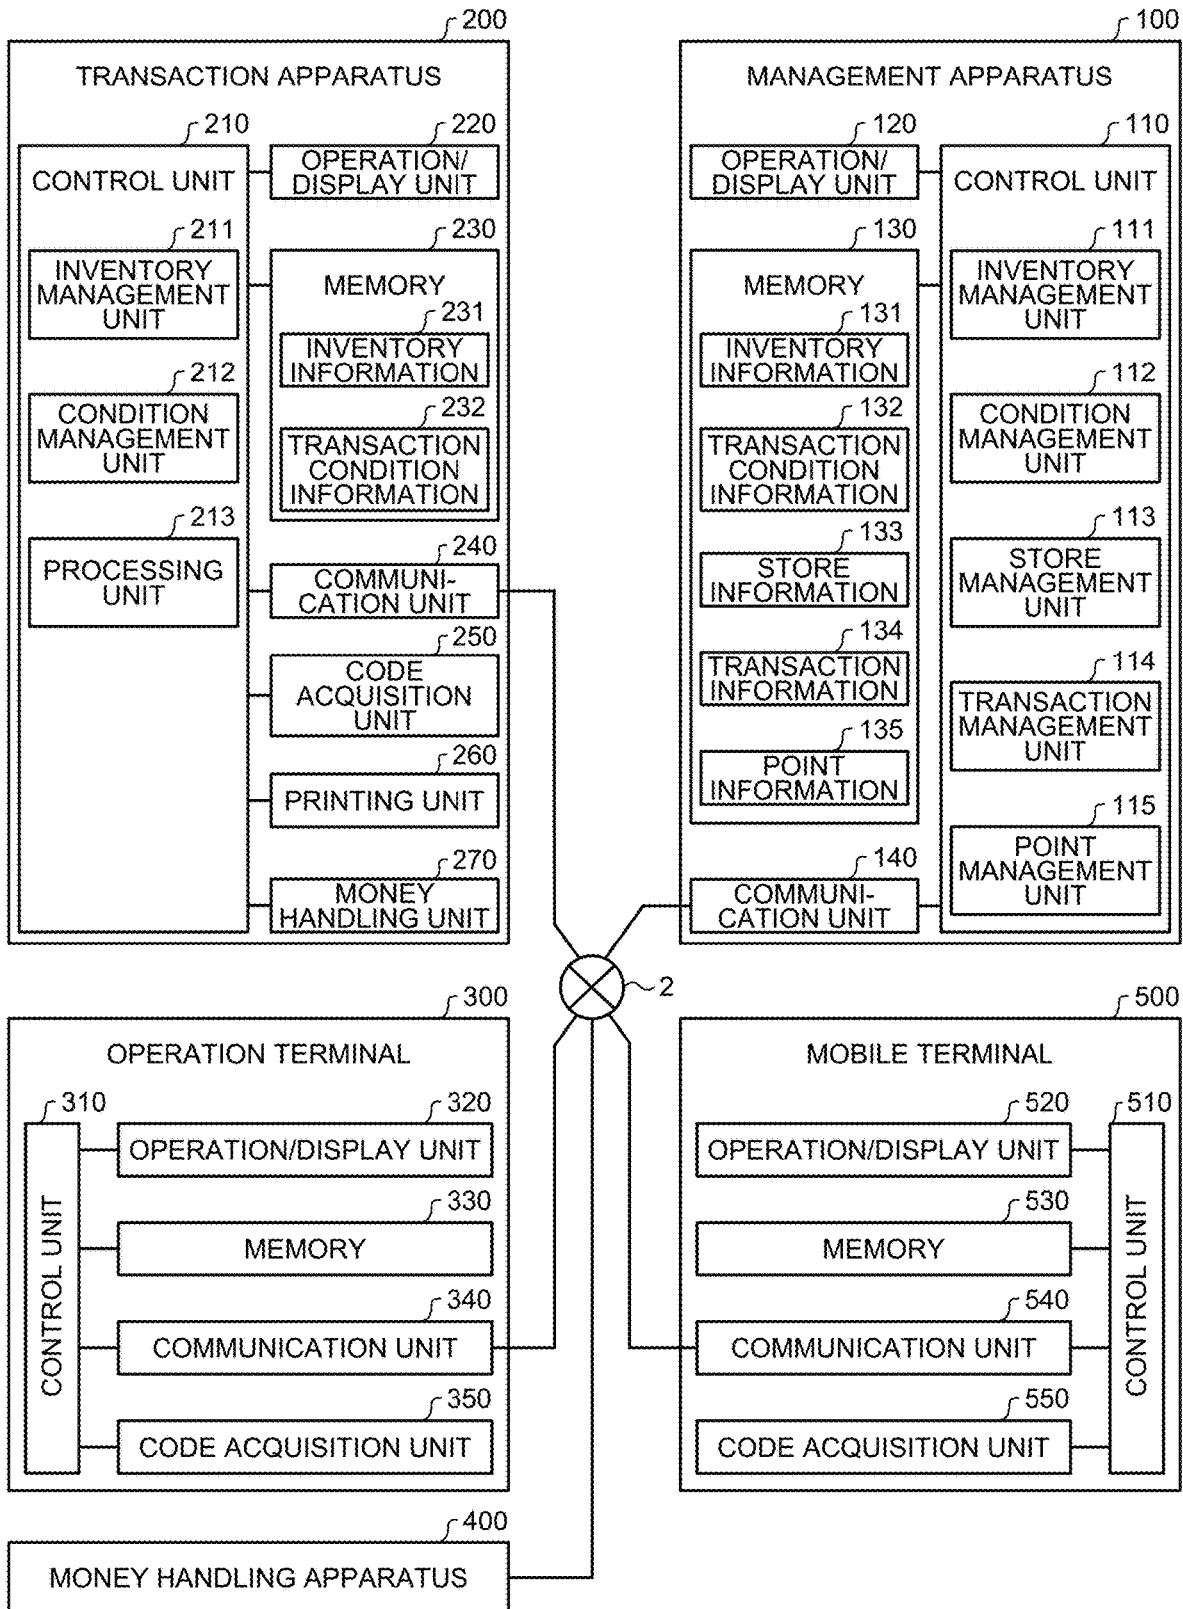 200
TRANSACTION APPARATUS
210
CONTROL UNIT
211
INVENTORY
MANAGEMENT
UNIT
212
CONDITION
MANAGEMENT
UNIT
213
PROCESSING
UNIT
220
OPERATION/
DISPLAY UNIT
230
MEMORY
231
INVENTORY
INFORMATION
232
TRANSACTION
CONDITION
INFORMATION
240
COMMUNI-
CATION UNIT
250
CODE
ACQUISITION
UNIT
260
PRINTING UNIT
270
MONEY
HANDLING UNIT
100
MANAGEMENT APPARATUS
120
OPERATION/
DISPLAY UNIT
130
MEMORY
131
INVENTORY
INFORMATION
132
TRANSACTION
CONDITION
INFORMATION
133
STORE
INFORMATION
134
TRANSACTION
INFORMATION
135
POINT
INFORMATION
140
COMMUNI-
CATION UNIT
110
CONTROL UNIT
111
INVENTORY
MANAGEMENT
UNIT
112
CONDITION
MANAGEMENT
UNIT
113
STORE
MANAGEMENT
UNIT
114
TRANSACTION
MANAGEMENT
UNIT
115
POINT
MANAGEMENT
UNIT
2
300
OPERATION TERMINAL
310
CONTROL UNIT
320
OPERATION/DISPLAY UNIT
330
MEMORY
340
COMMUNICATION UNIT
350
CODE ACQUISITION UNIT
500
MOBILE TERMINAL
520
OPERATION/DISPLAY UNIT
530
MEMORY
540
COMMUNICATION UNIT
550
CODE ACQUISITION UNIT
510
CONTROL UNIT
400
MONEY HANDLING APPARATUS